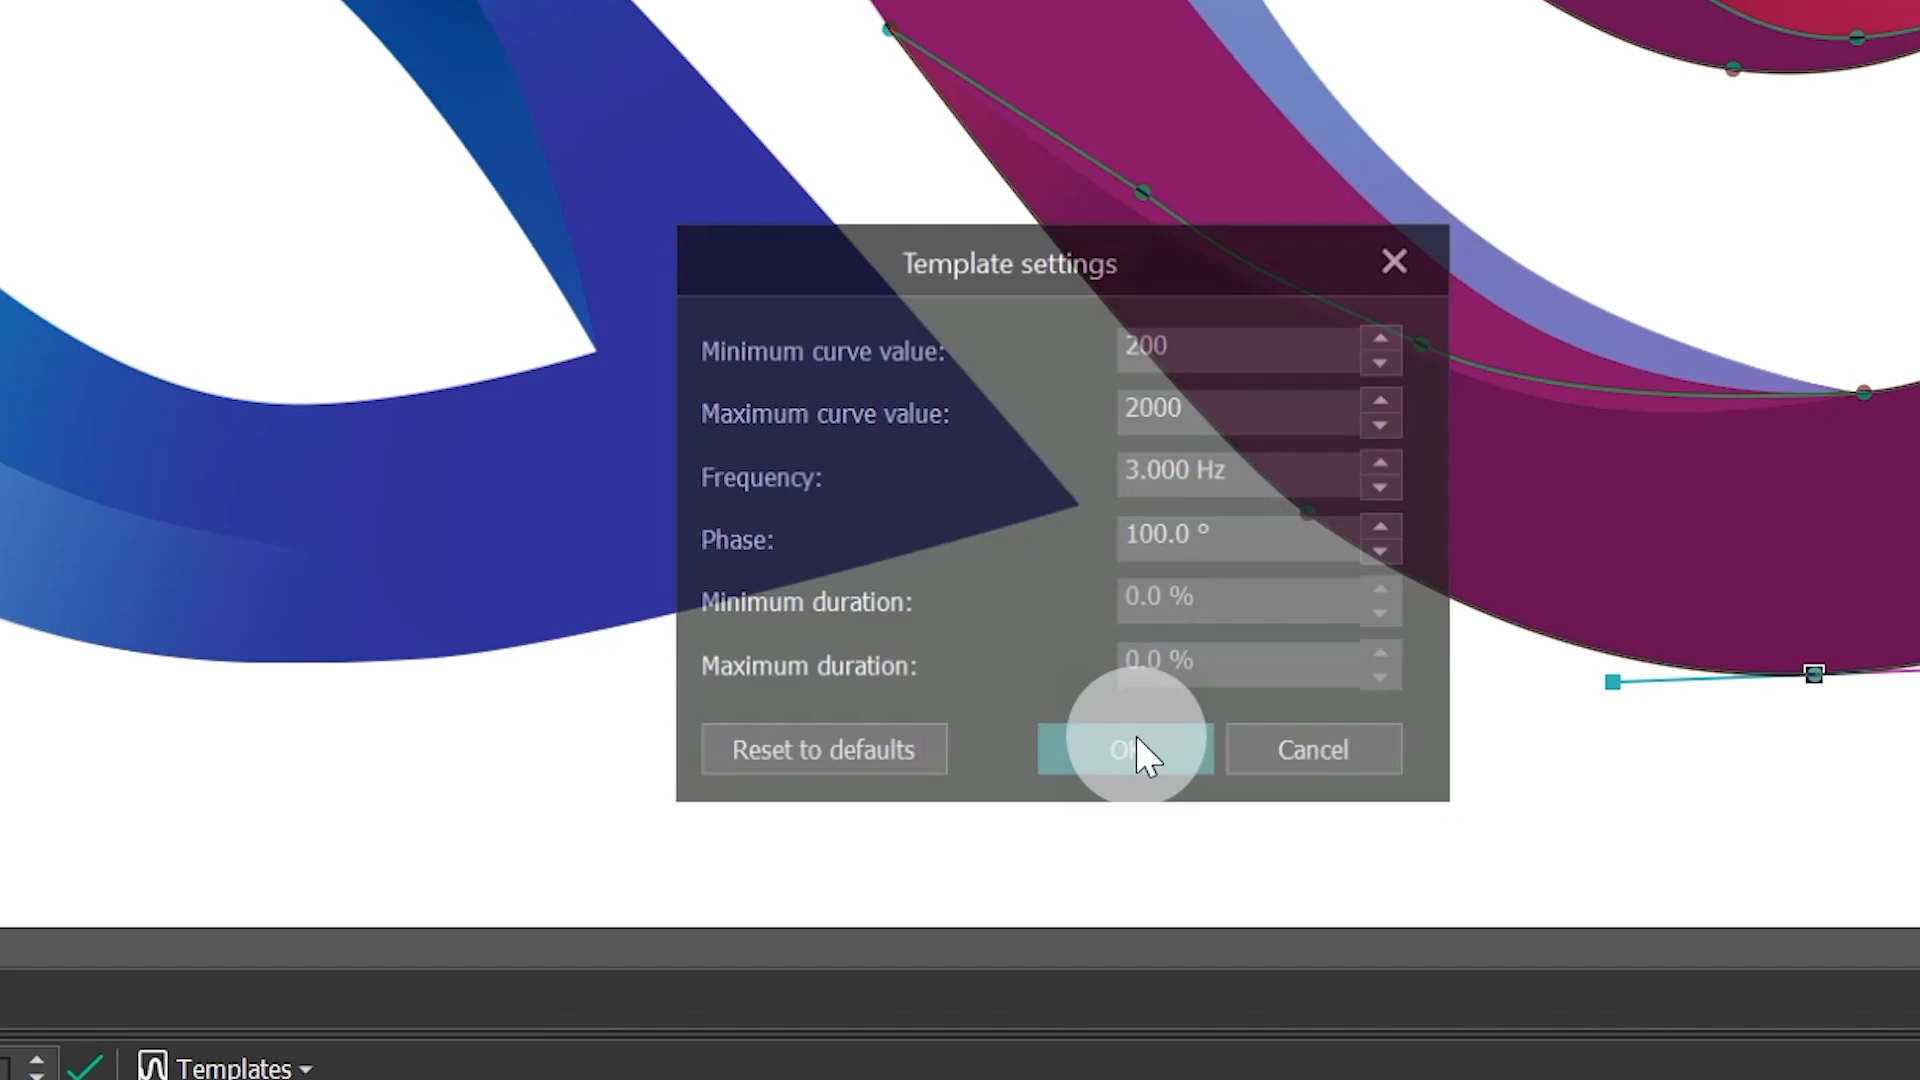 Template settings
Minimum curve value: 200
Maximum curve value: 2000
Frequency: 3.000 Hz
Phase: 100.0 °
Minimum duration: 0.0 %
Maximum duration: 0.0 %
Reset to defaults OK Cancel
Templates